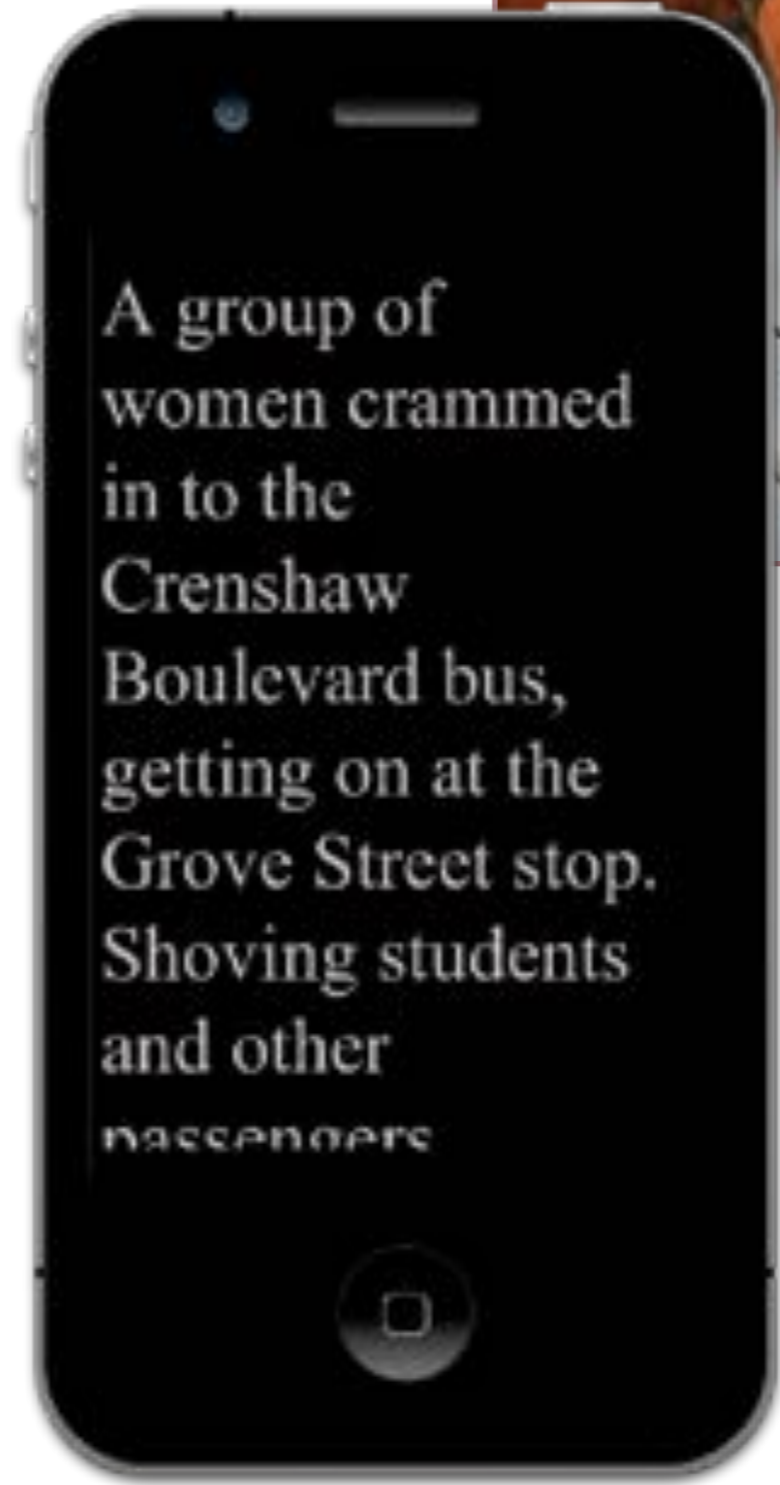 A group of
women crammed
in to the
Crenshaw
Boulevard bus,
getting on at the
Grove Street stop.
Shoving students
and other
passengers